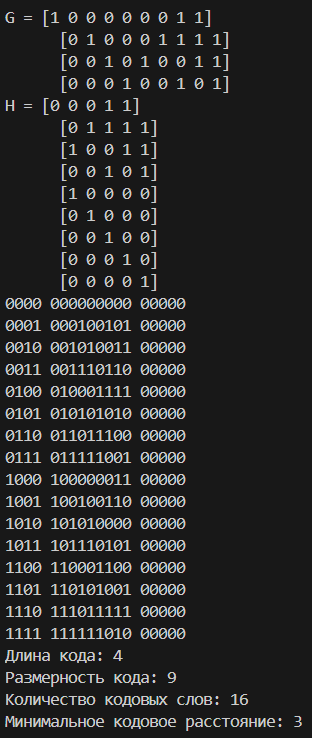 G = [1 0 0 0 0 0 0 1 1]
[0 1 0 0 0 1 1 1 1]
[0 0 1 0 1 0 0 1 1]
[0 0 0 1 0 0 1 0 1]
H = [0 0 0 1 1]
[0 1 1 1 1]
[1 0 0 1 1]
[0 0 1 0 1]
[1 0 0 0 0]
[0 1 0 0 0]
[0 0 1 0 0]
[0 0 0 1 0]
[0 0 0 0 1]
0000 000000000 00000
0001 000100101 00000
0010 001010011 00000
0011 001110110 00000
0100 010001111 00000
0101 010101010 00000
0110 011011100 00000
0111 011111001 00000
1000 100000011 00000
1001 100100110 00000
1010 101010000 00000
1011 101110101 00000
1100 110001100 00000
1101 110101001 00000
1110 111011111 00000
1111 111111010 00000
Длина кода: 4
Размерность кода: 9
Количество кодовых слов: 16
Минимальное кодовое расстояние: 3